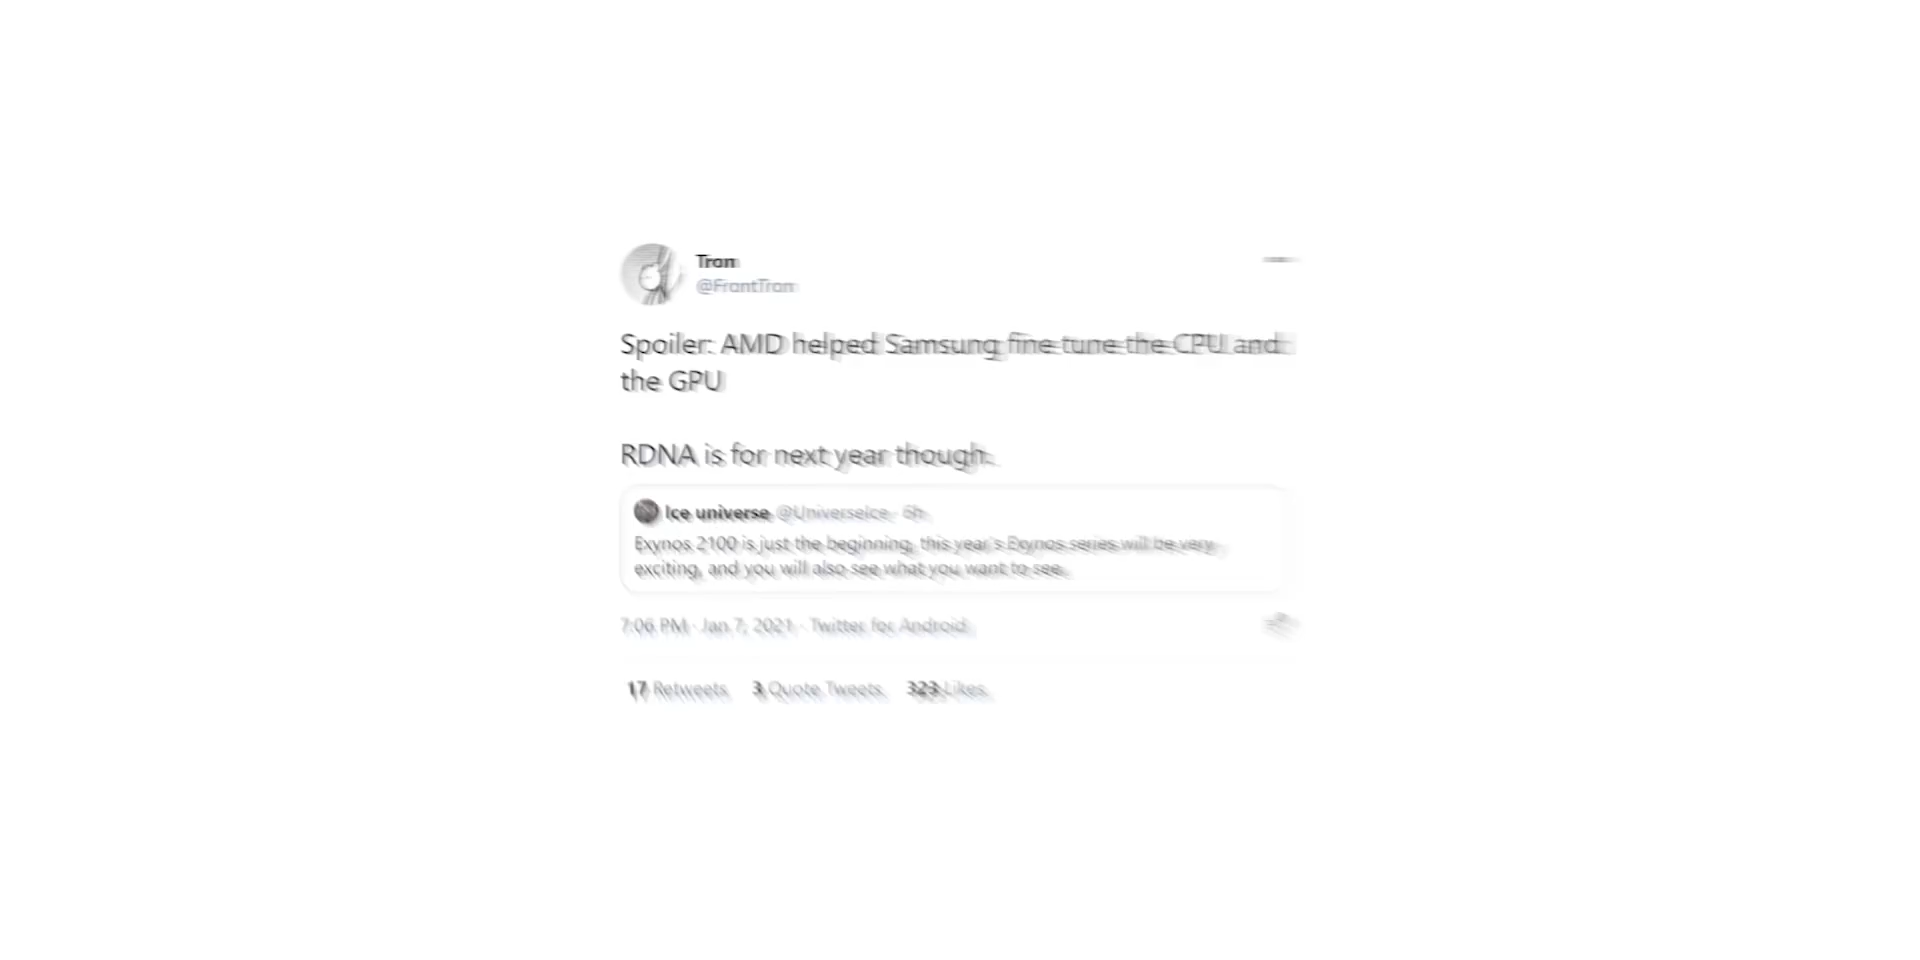 Tron
@FrontTron
Spoiler: AMD helped Samsung fine tune the CPU and
the GPU
RDNA is for next year though.
Ice universe @UniverseIce · 6h
Exynos 2100 is just the beginning, this year's Exynos series will be very
exciting, and you will also see what you want to see.
7:06 PM · Jan 7, 2021 · Twitter for Android
17 Retweets 3 Quote Tweets 323 Likes